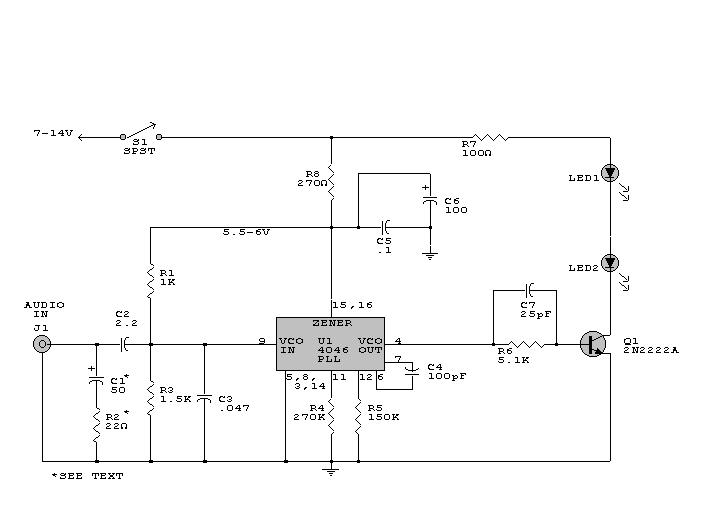 7-14V
S1
SPST
R7
100Ω
R8
270Ω
LED1
C6
100
5.5-6V
C5
.1
R1
1K
LED2
AUDIO
IN
J1
C2
2.2
15,16
C7
25pF
ZENER
9
VCO
IN
U1
4046
PLL
VCO
OUT
4
7
R6
5.1K
Q1
2N2222A
C1*
50
R3
1.5K
C3
.047
5,8,
3,14
11
12
6
C4
100pF
R2*
22Ω
R4
270K
R5
150K
*SEE TEXT